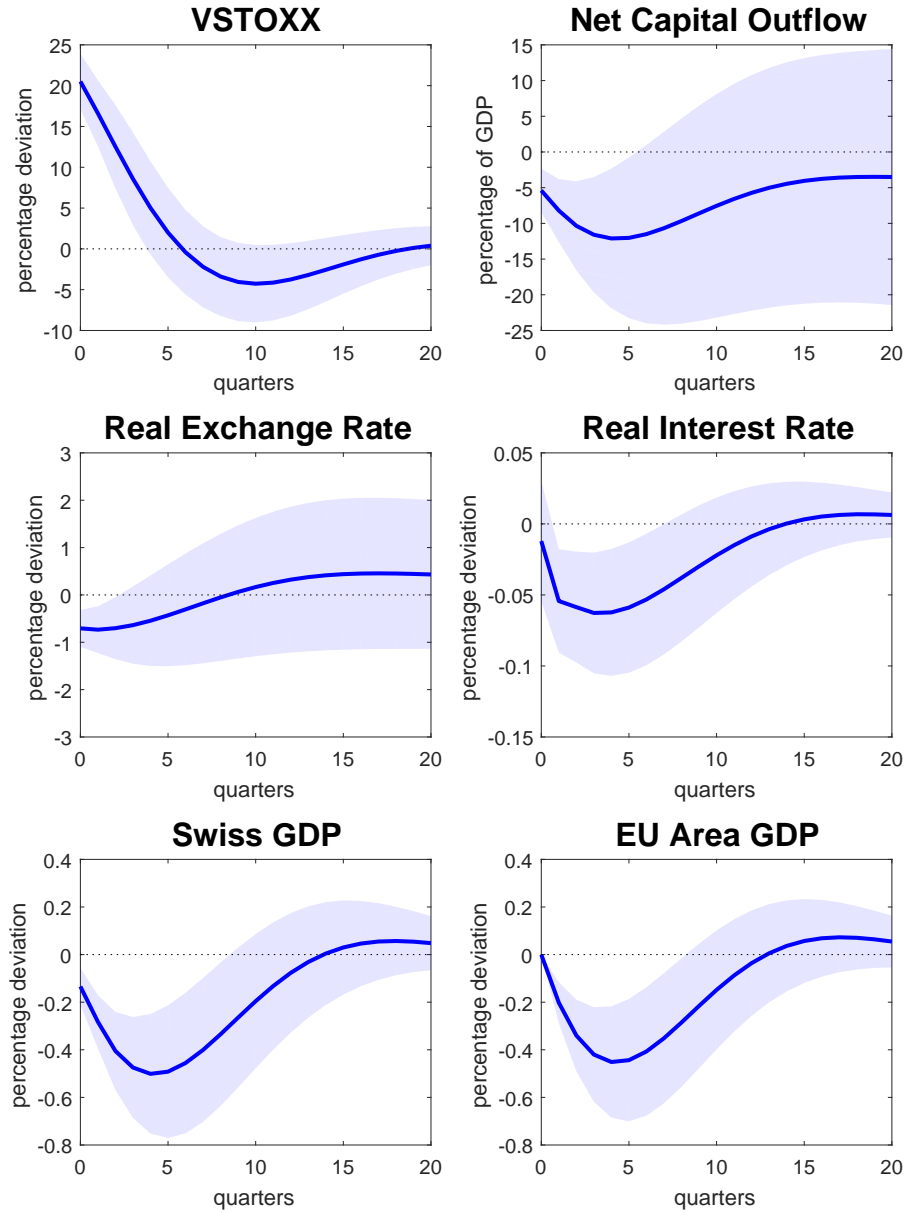 VSTOXX
25
20
15
10
5
0
-5
-10
percentage deviation
0 5 10 15 20
quarters
Net Capital Outflow
15
10
5
0
-5
-10
-15
-20
-25
percentage of GDP
0 5 10 15 20
quarters
Real Exchange Rate
3
2
1
0
-1
-2
-3
percentage deviation
0 5 10 15 20
quarters
Real Interest Rate
0.05
0
-0.05
-0.1
-0.15
percentage deviation
0 5 10 15 20
quarters
Swiss GDP
0.4
0.2
0
-0.2
-0.4
-0.6
-0.8
percentage deviation
0 5 10 15 20
quarters
EU Area GDP
0.4
0.2
0
-0.2
-0.4
-0.6
-0.8
percentage deviation
0 5 10 15 20
quarters